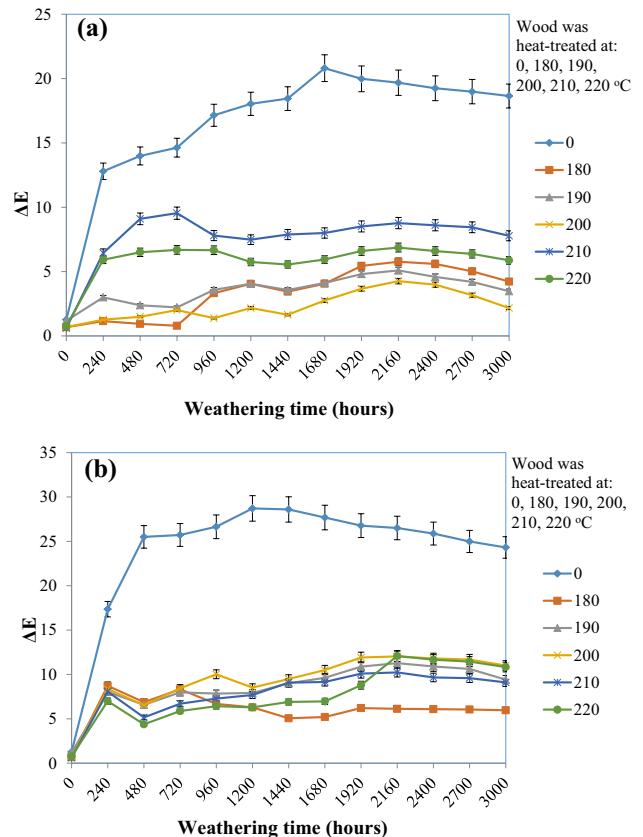 (a)
Wood was
heat-treated at:
0, 180, 190,
200, 210, 220 °C
25
20
15
10
5
0
ΔE
0
180
190
200
210
220
0 240 480 720 960 1200 1440 1680 1920 2160 2400 2700 3000
Weathering time (hours)
(b)
Wood was
heat-treated at:
0, 180, 190, 200,
210, 220 °C
35
30
25
20
15
10
5
0
ΔE
0
180
190
200
210
220
0 240 480 720 960 1200 1440 1680 1920 2160 2400 2700 3000
Weathering time (hours)